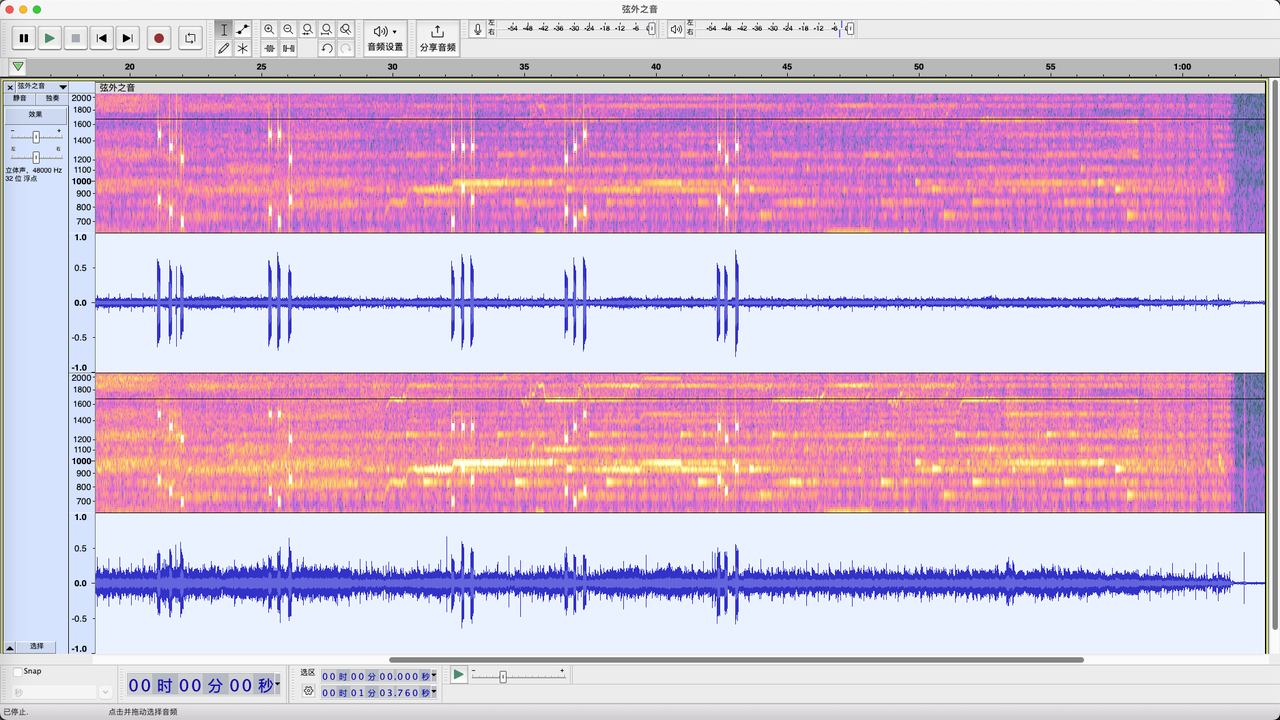 弦外之音
音频设置
分享音频
左
右
-54 -48 -42 -36 -30 -24 -18 -12 -6 0
左
右
-54 -48 -42 -36 -30 -24 -18 -12 -6 0
20 25 30 35 40 45 50 55 1:00
弦外之音
弦外之音
静音 独奏
效果
- +
左 右
立体声, 48000 Hz
32 位 浮点
2000
1800
1600
1400
1200
1100
1000
900
800
700
1.0
0.5
0.0
-0.5
-1.0
2000
1800
1600
1400
1200
1100
1000
900
800
700
1.0
0.5
0.0
-0.5
-1.0
选择
Snap
秒
00 时 00 分 00 秒
选区
00 时 00 分 00.000 秒
00 时 01 分 03.760 秒
- +
已停止.
点击并拖动选择音频